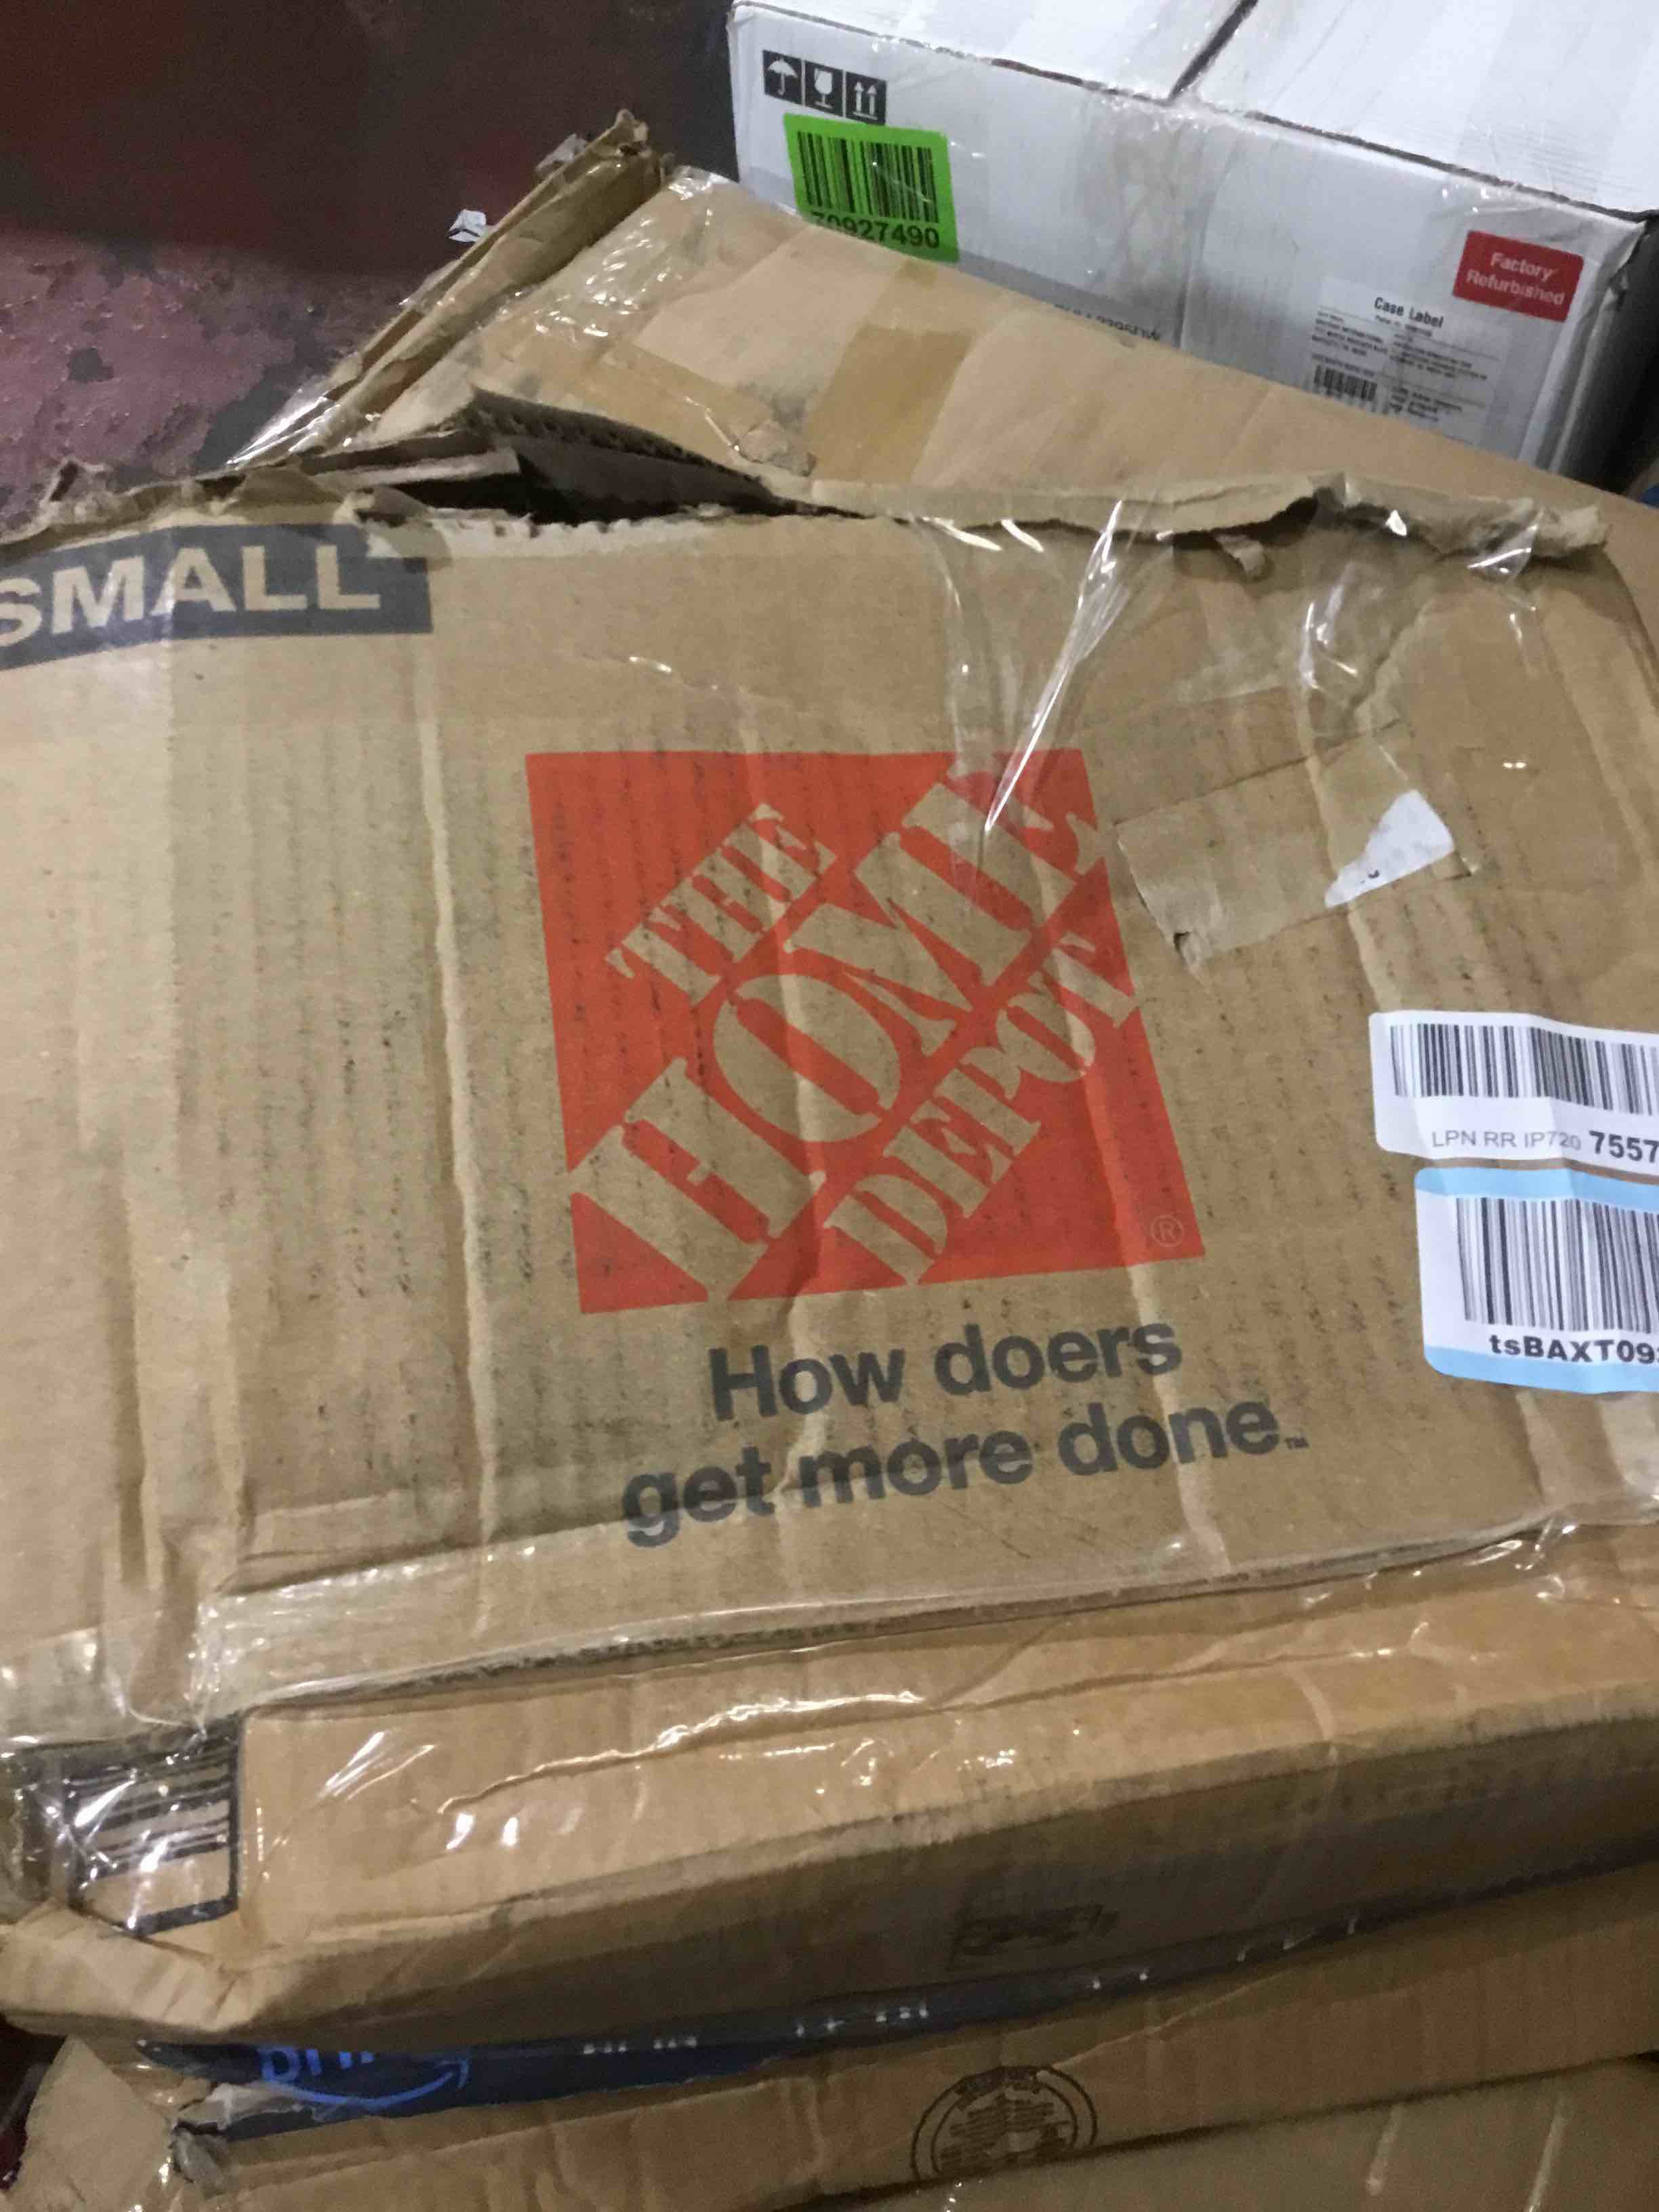 70927490
Factory
Refurbished
Case Label
SMALL
THE
HOME
DEPOT
®
How doers
get more done.™
LPN RR IP720 7557
tsBAXT09